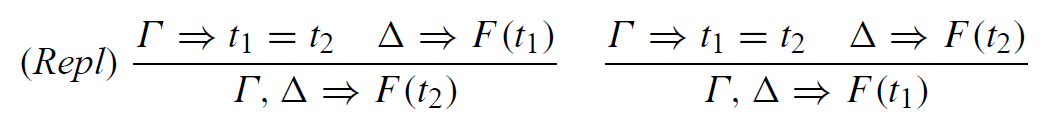 (Repl) Γ ⇒ t₁ = t₂ Δ ⇒ F(t₁) Γ ⇒ t₁ = t₂ Δ ⇒ F(t₂)
Γ, Δ ⇒ F(t₂) Γ, Δ ⇒ F(t₁)